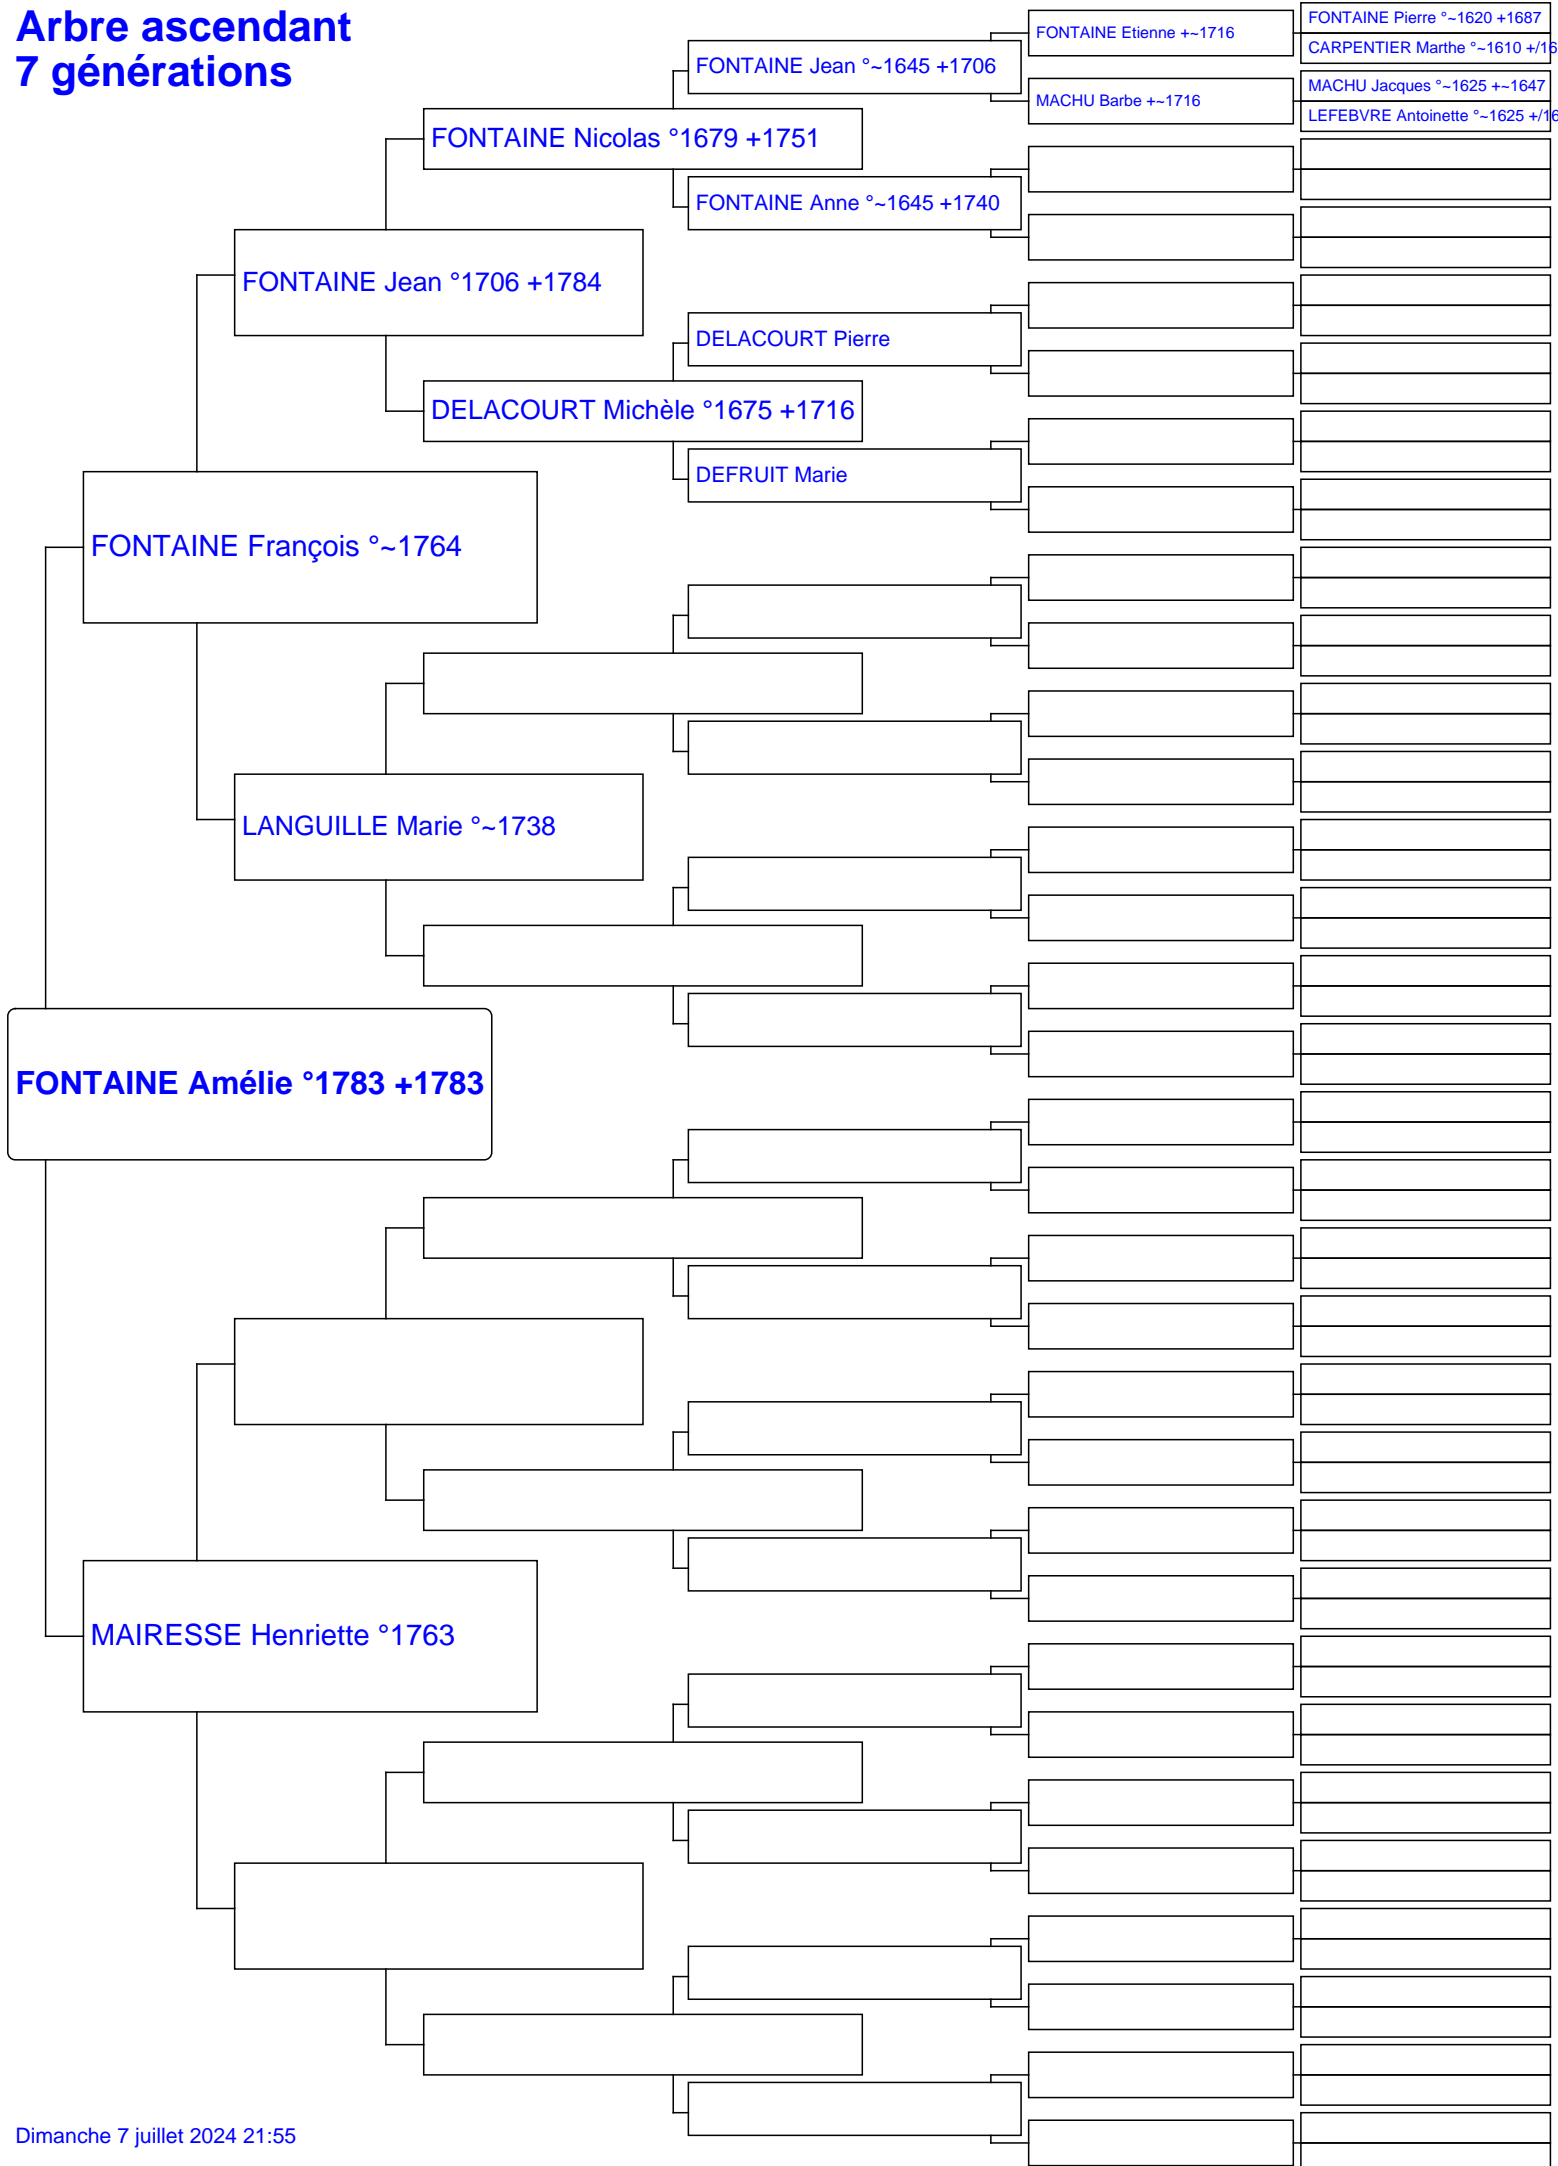 Arbre ascendant
7 générations
FONTAINE Pierre °~1620 +1687
FONTAINE Etienne +~1716
CARPENTIER Marthe °~1610 +/16
FONTAINE Jean °~1645 +1706
MACHU Jacques °~1625 +~1647
MACHU Barbe +~1716
LEFEBVRE Antoinette °~1625 +/16
FONTAINE Nicolas °1679 +1751
FONTAINE Anne °~1645 +1740
FONTAINE Jean °1706 +1784
DELACOURT Pierre
DELACOURT Michèle °1675 +1716
DEFRUIT Marie
FONTAINE François °~1764
LANGUILLE Marie °~1738
FONTAINE Amélie °1783 +1783
MAIRESSE Henriette °1763
Dimanche 7 juillet 2024 21:55